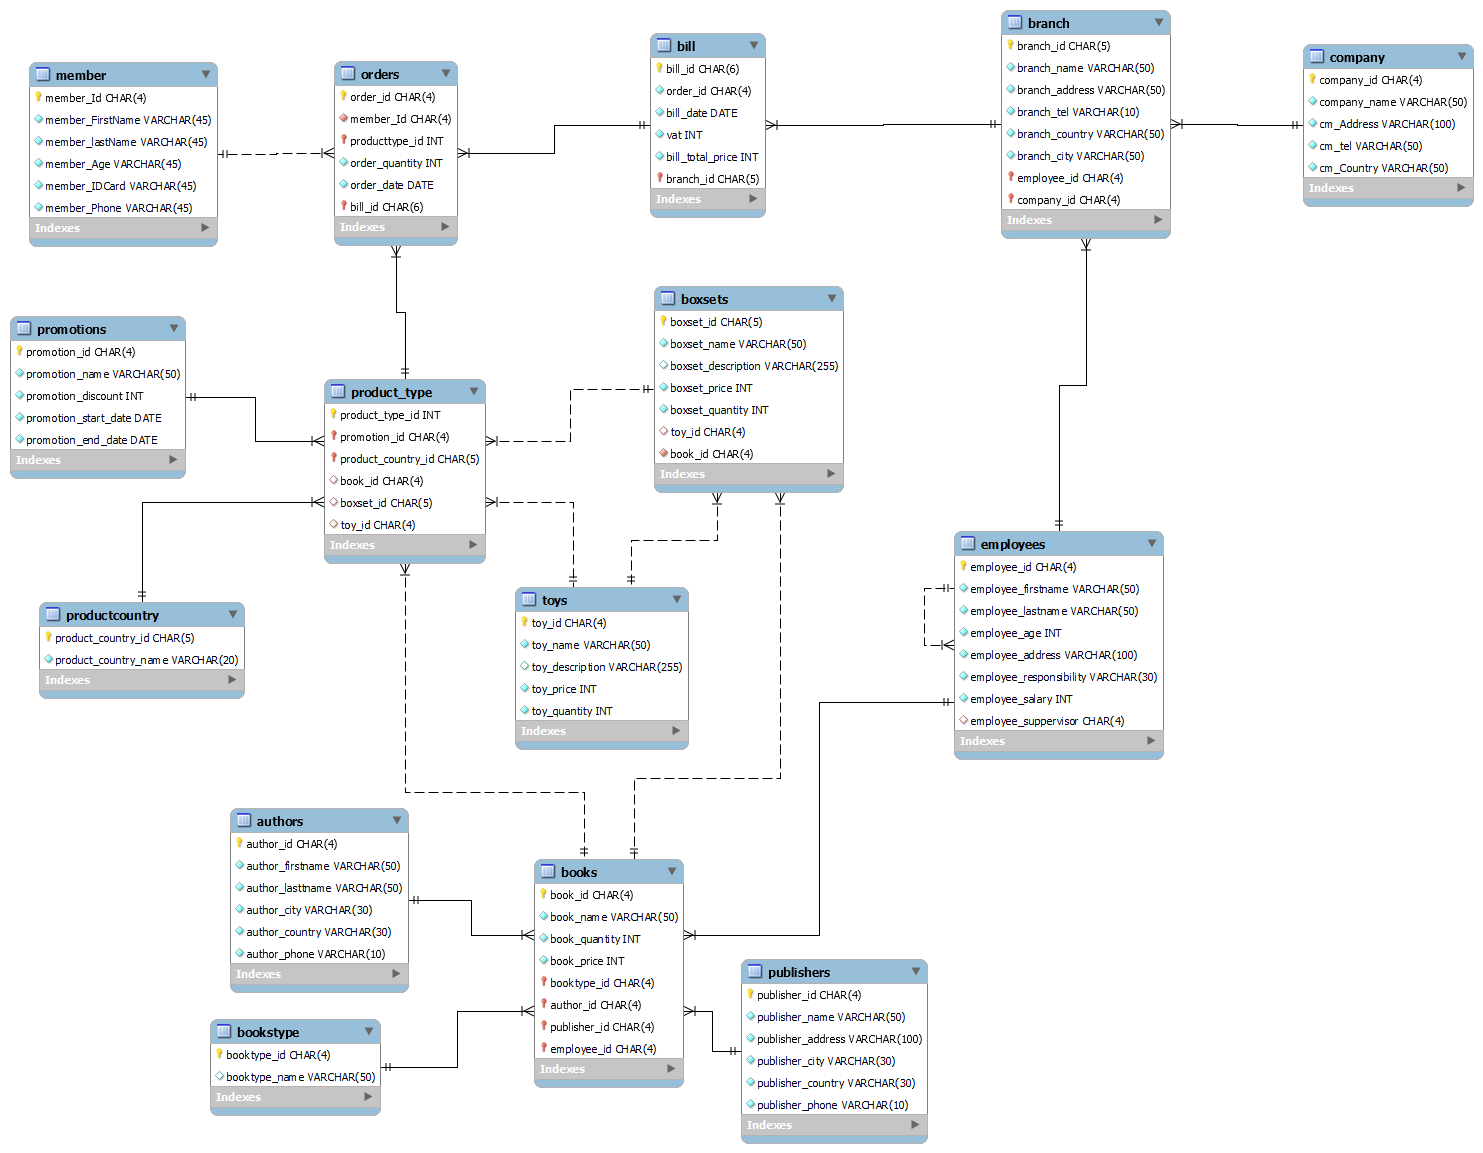 member
member_Id CHAR(4)
member_FirstName VARCHAR(45)
member_lastName VARCHAR(45)
member_Age VARCHAR(45)
member_IDCard VARCHAR(45)
member_Phone VARCHAR(45)
Indexes
orders
order_id CHAR(4)
member_Id CHAR(4)
producttype_id INT
order_quantity INT
order_date DATE
bill_id CHAR(6)
Indexes
bill
bill_id CHAR(6)
order_id CHAR(4)
bill_date DATE
vat INT
bill_total_price INT
branch_id CHAR(5)
Indexes
branch
branch_id CHAR(5)
branch_name VARCHAR(50)
branch_address VARCHAR(50)
branch_tel VARCHAR(10)
branch_country VARCHAR(50)
branch_city VARCHAR(50)
employee_id CHAR(4)
company_id CHAR(4)
Indexes
company
company_id CHAR(4)
company_name VARCHAR(50)
cm_Address VARCHAR(100)
cm_tel VARCHAR(50)
cm_Country VARCHAR(50)
Indexes
promotions
promotion_id CHAR(4)
promotion_name VARCHAR(50)
promotion_discount INT
promotion_start_date DATE
promotion_end_date DATE
Indexes
product_type
product_type_id INT
promotion_id CHAR(4)
product_country_id CHAR(5)
book_id CHAR(4)
boxset_id CHAR(5)
toy_id CHAR(4)
Indexes
boxsets
boxset_id CHAR(5)
boxset_name VARCHAR(50)
boxset_description VARCHAR(255)
boxset_price INT
boxset_quantity INT
toy_id CHAR(4)
book_id CHAR(4)
Indexes
productcountry
product_country_id CHAR(5)
product_country_name VARCHAR(20)
Indexes
toys
toy_id CHAR(4)
toy_name VARCHAR(50)
toy_description VARCHAR(255)
toy_price INT
toy_quantity INT
Indexes
employees
employee_id CHAR(4)
employee_firstname VARCHAR(50)
employee_lastname VARCHAR(50)
employee_age INT
employee_address VARCHAR(100)
employee_responsibility VARCHAR(30)
employee_salary INT
employee_suppervisor CHAR(4)
Indexes
authors
author_id CHAR(4)
author_firstname VARCHAR(50)
author_lasttname VARCHAR(50)
author_city VARCHAR(30)
author_country VARCHAR(30)
author_phone VARCHAR(10)
Indexes
books
book_id CHAR(4)
book_name VARCHAR(50)
book_quantity INT
book_price INT
booktype_id CHAR(4)
author_id CHAR(4)
publisher_id CHAR(4)
employee_id CHAR(4)
Indexes
bookstype
booktype_id CHAR(4)
booktype_name VARCHAR(50)
Indexes
publishers
publisher_id CHAR(4)
publisher_name VARCHAR(50)
publisher_address VARCHAR(100)
publisher_city VARCHAR(30)
publisher_country VARCHAR(30)
publisher_phone VARCHAR(10)
Indexes